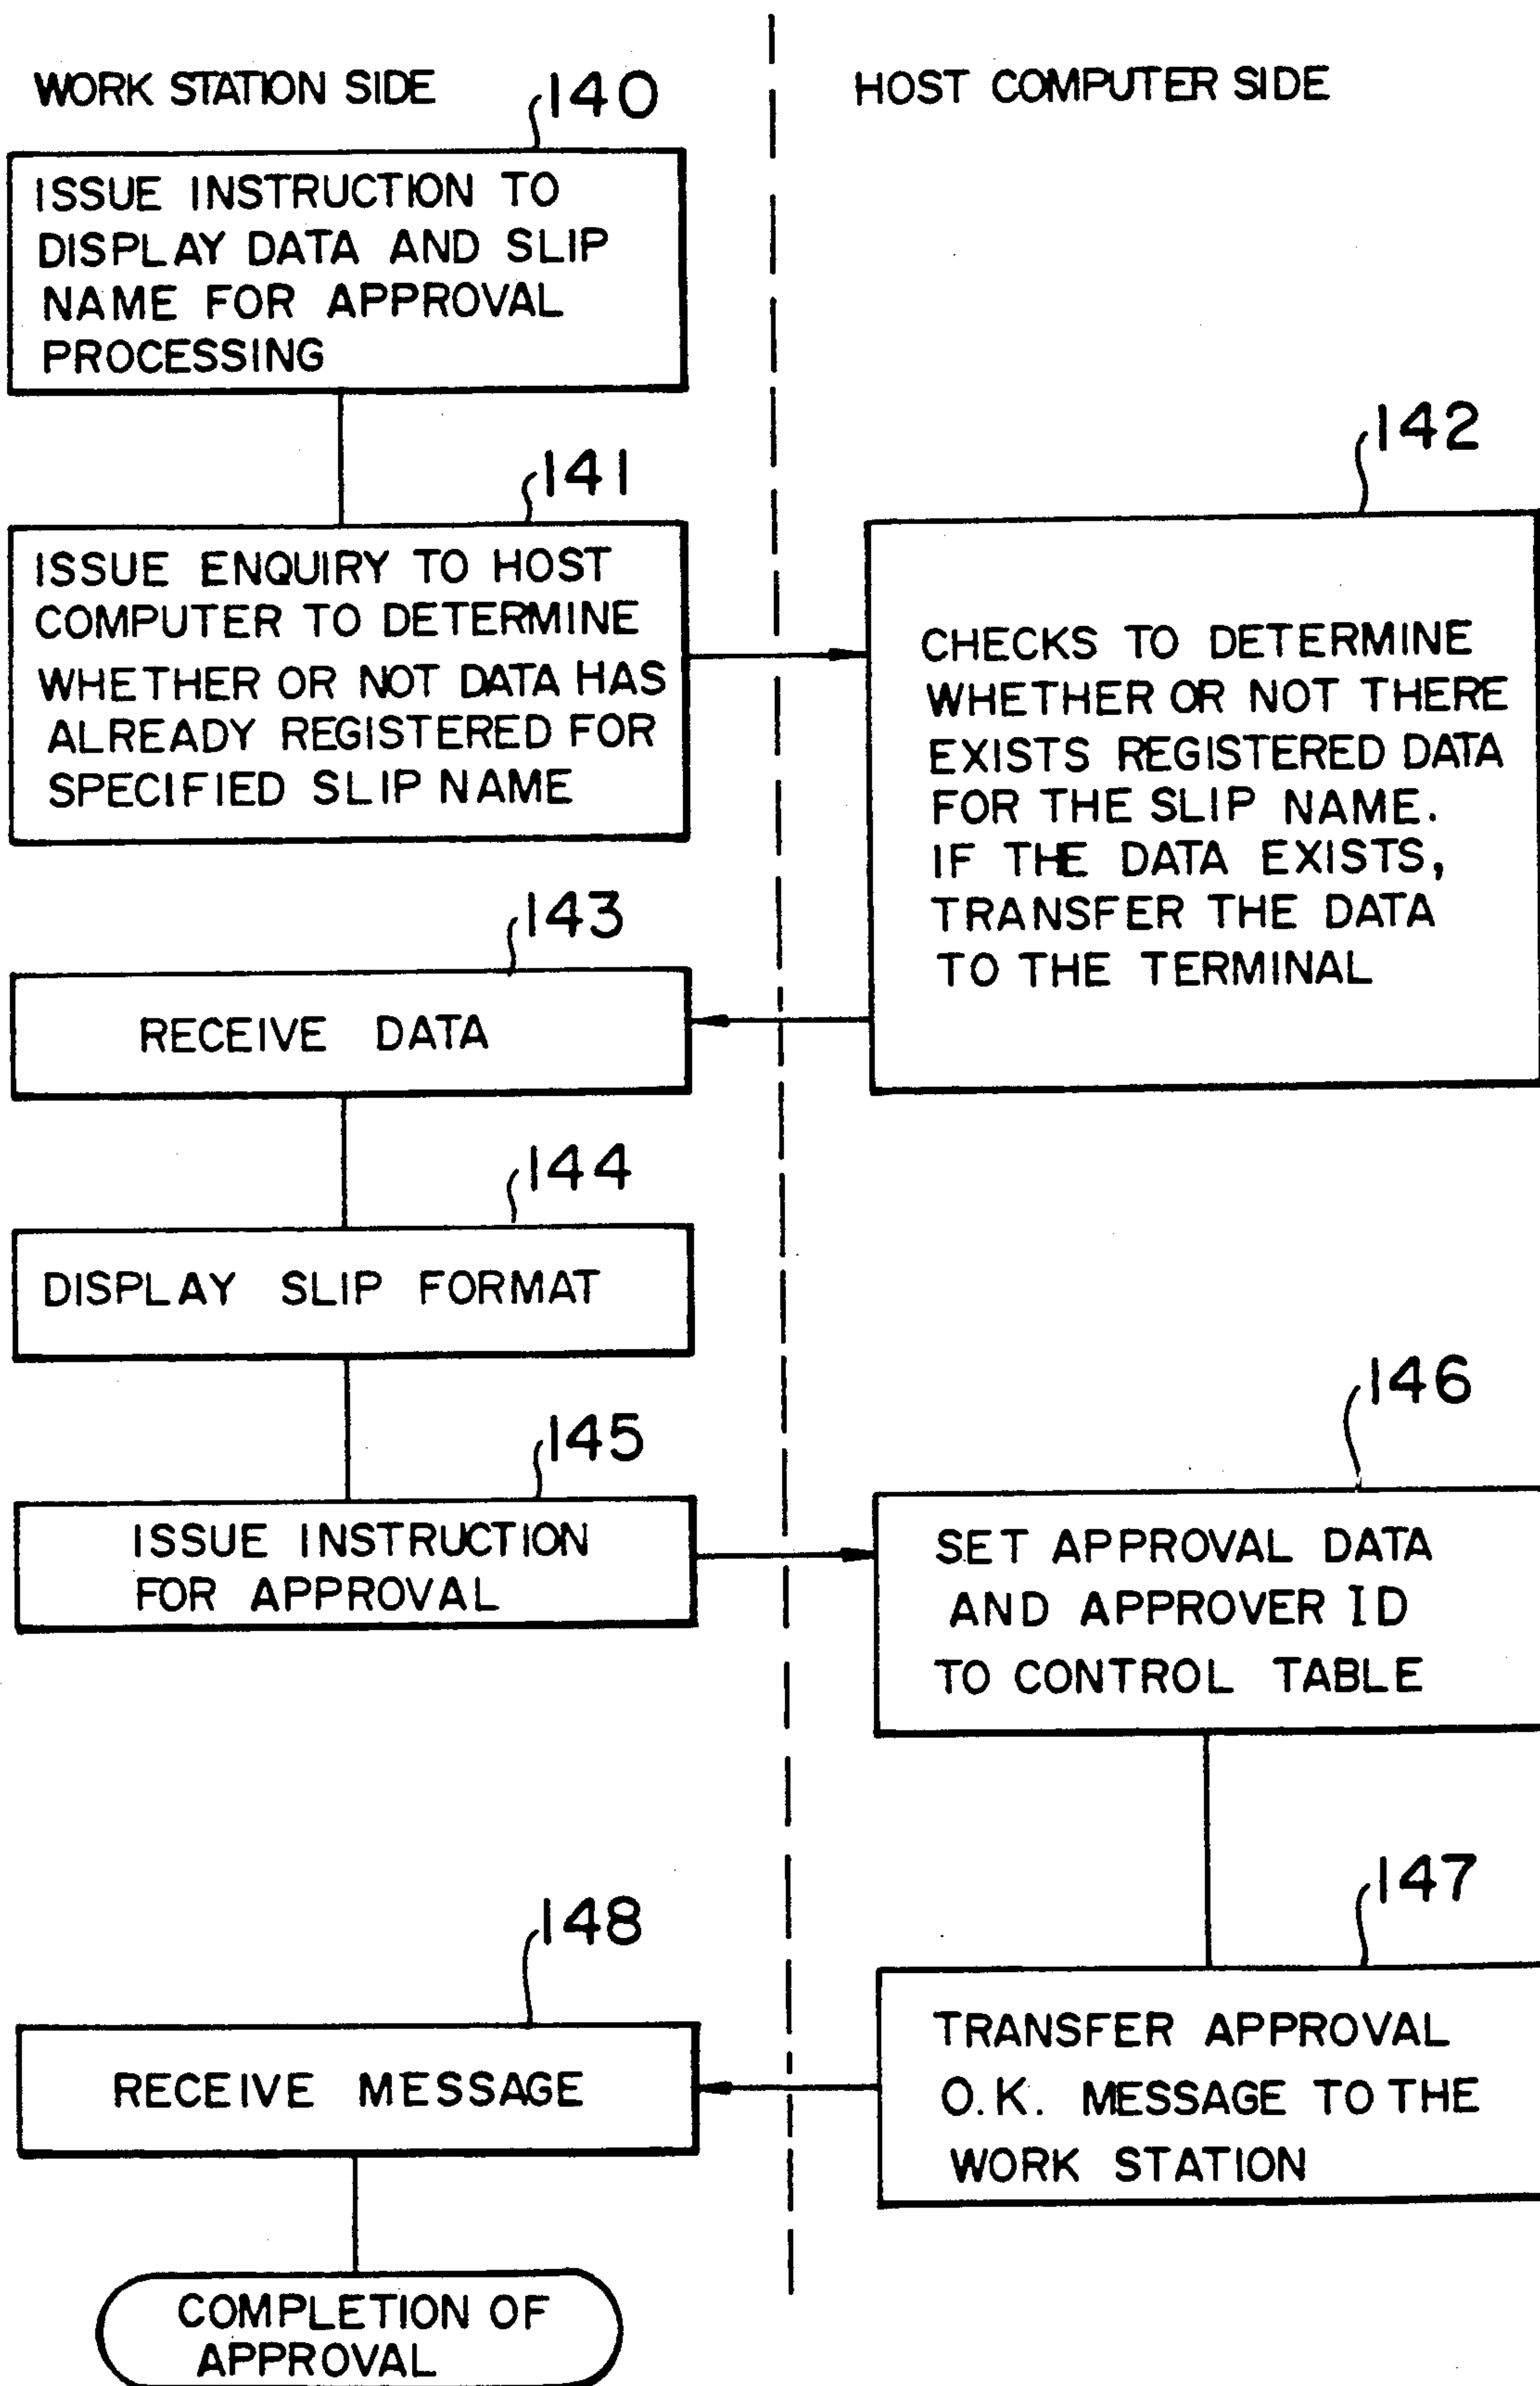 WORK STATION SIDE
HOST COMPUTER SIDE
140
ISSUE INSTRUCTION TO
DISPLAY DATA AND SLIP
NAME FOR APPROVAL
PROCESSING
141
ISSUE ENQUIRY TO HOST
COMPUTER TO DETERMINE
WHETHER OR NOT DATA HAS
ALREADY REGISTERED FOR
SPECIFIED SLIP NAME
142
CHECKS TO DETERMINE
WHETHER OR NOT THERE
EXISTS REGISTERED DATA
FOR THE SLIP NAME.
IF THE DATA EXISTS,
TRANSFER THE DATA
TO THE TERMINAL
143
RECEIVE DATA
144
DISPLAY SLIP FORMAT
145
ISSUE INSTRUCTION
FOR APPROVAL
146
SET APPROVAL DATA
AND APPROVER ID
TO CONTROL TABLE
147
TRANSFER APPROVAL
O.K. MESSAGE TO THE
WORK STATION
148
RECEIVE MESSAGE
COMPLETION OF
APPROVAL